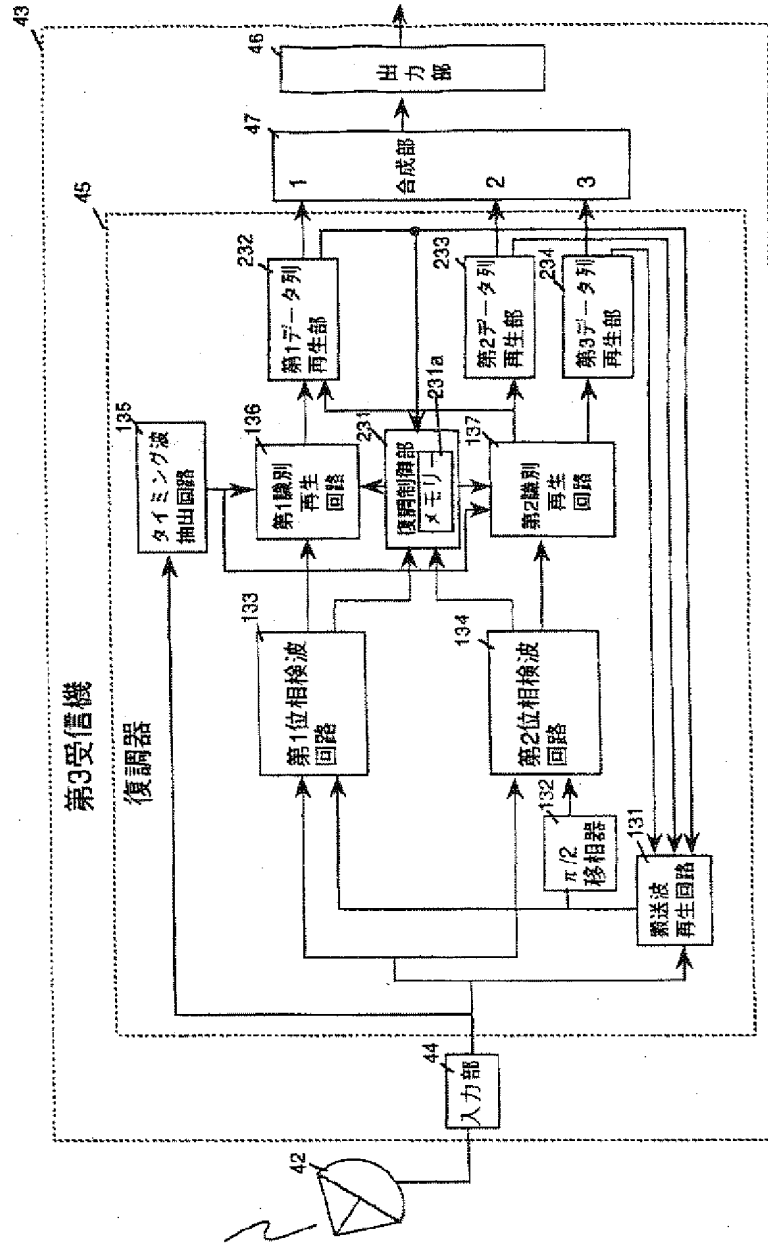 43
第3受信機
45
復調器
42
44
入力部
135
タイミング波
抽出回路
133
第1位相検波
回路
134
第2位相検波
回路
132
π/2
移相器
131
搬送波
再生回路
136
第1識別
再生
回路
231
復調制御部
メモリー
231a
137
第2識別
再生
回路
232
第1データ列
再生部
233
第2データ列
再生部
234
第3データ列
再生部
47
1
合成部
2
3
46
出力部